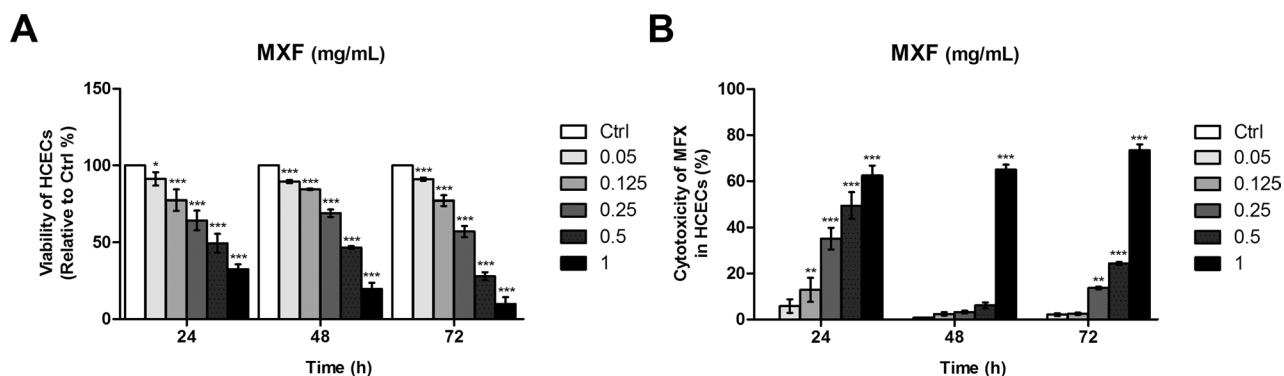 A
MXF (mg/mL)
Viability of HCECs
(Relative to Ctrl %)
150
100
50
0
* *** *** *** ***
*** *** *** *** ***
*** *** *** *** ***
24 48 72
Time (h)
Ctrl
0.05
0.125
0.25
0.5
1
B
MXF (mg/mL)
Cytotoxicity of MFX
in HCECs (%)
100
80
60
40
20
0
** *** *** ***
***
** *** ***
24 48 72
Time (h)
Ctrl
0.05
0.125
0.25
0.5
1